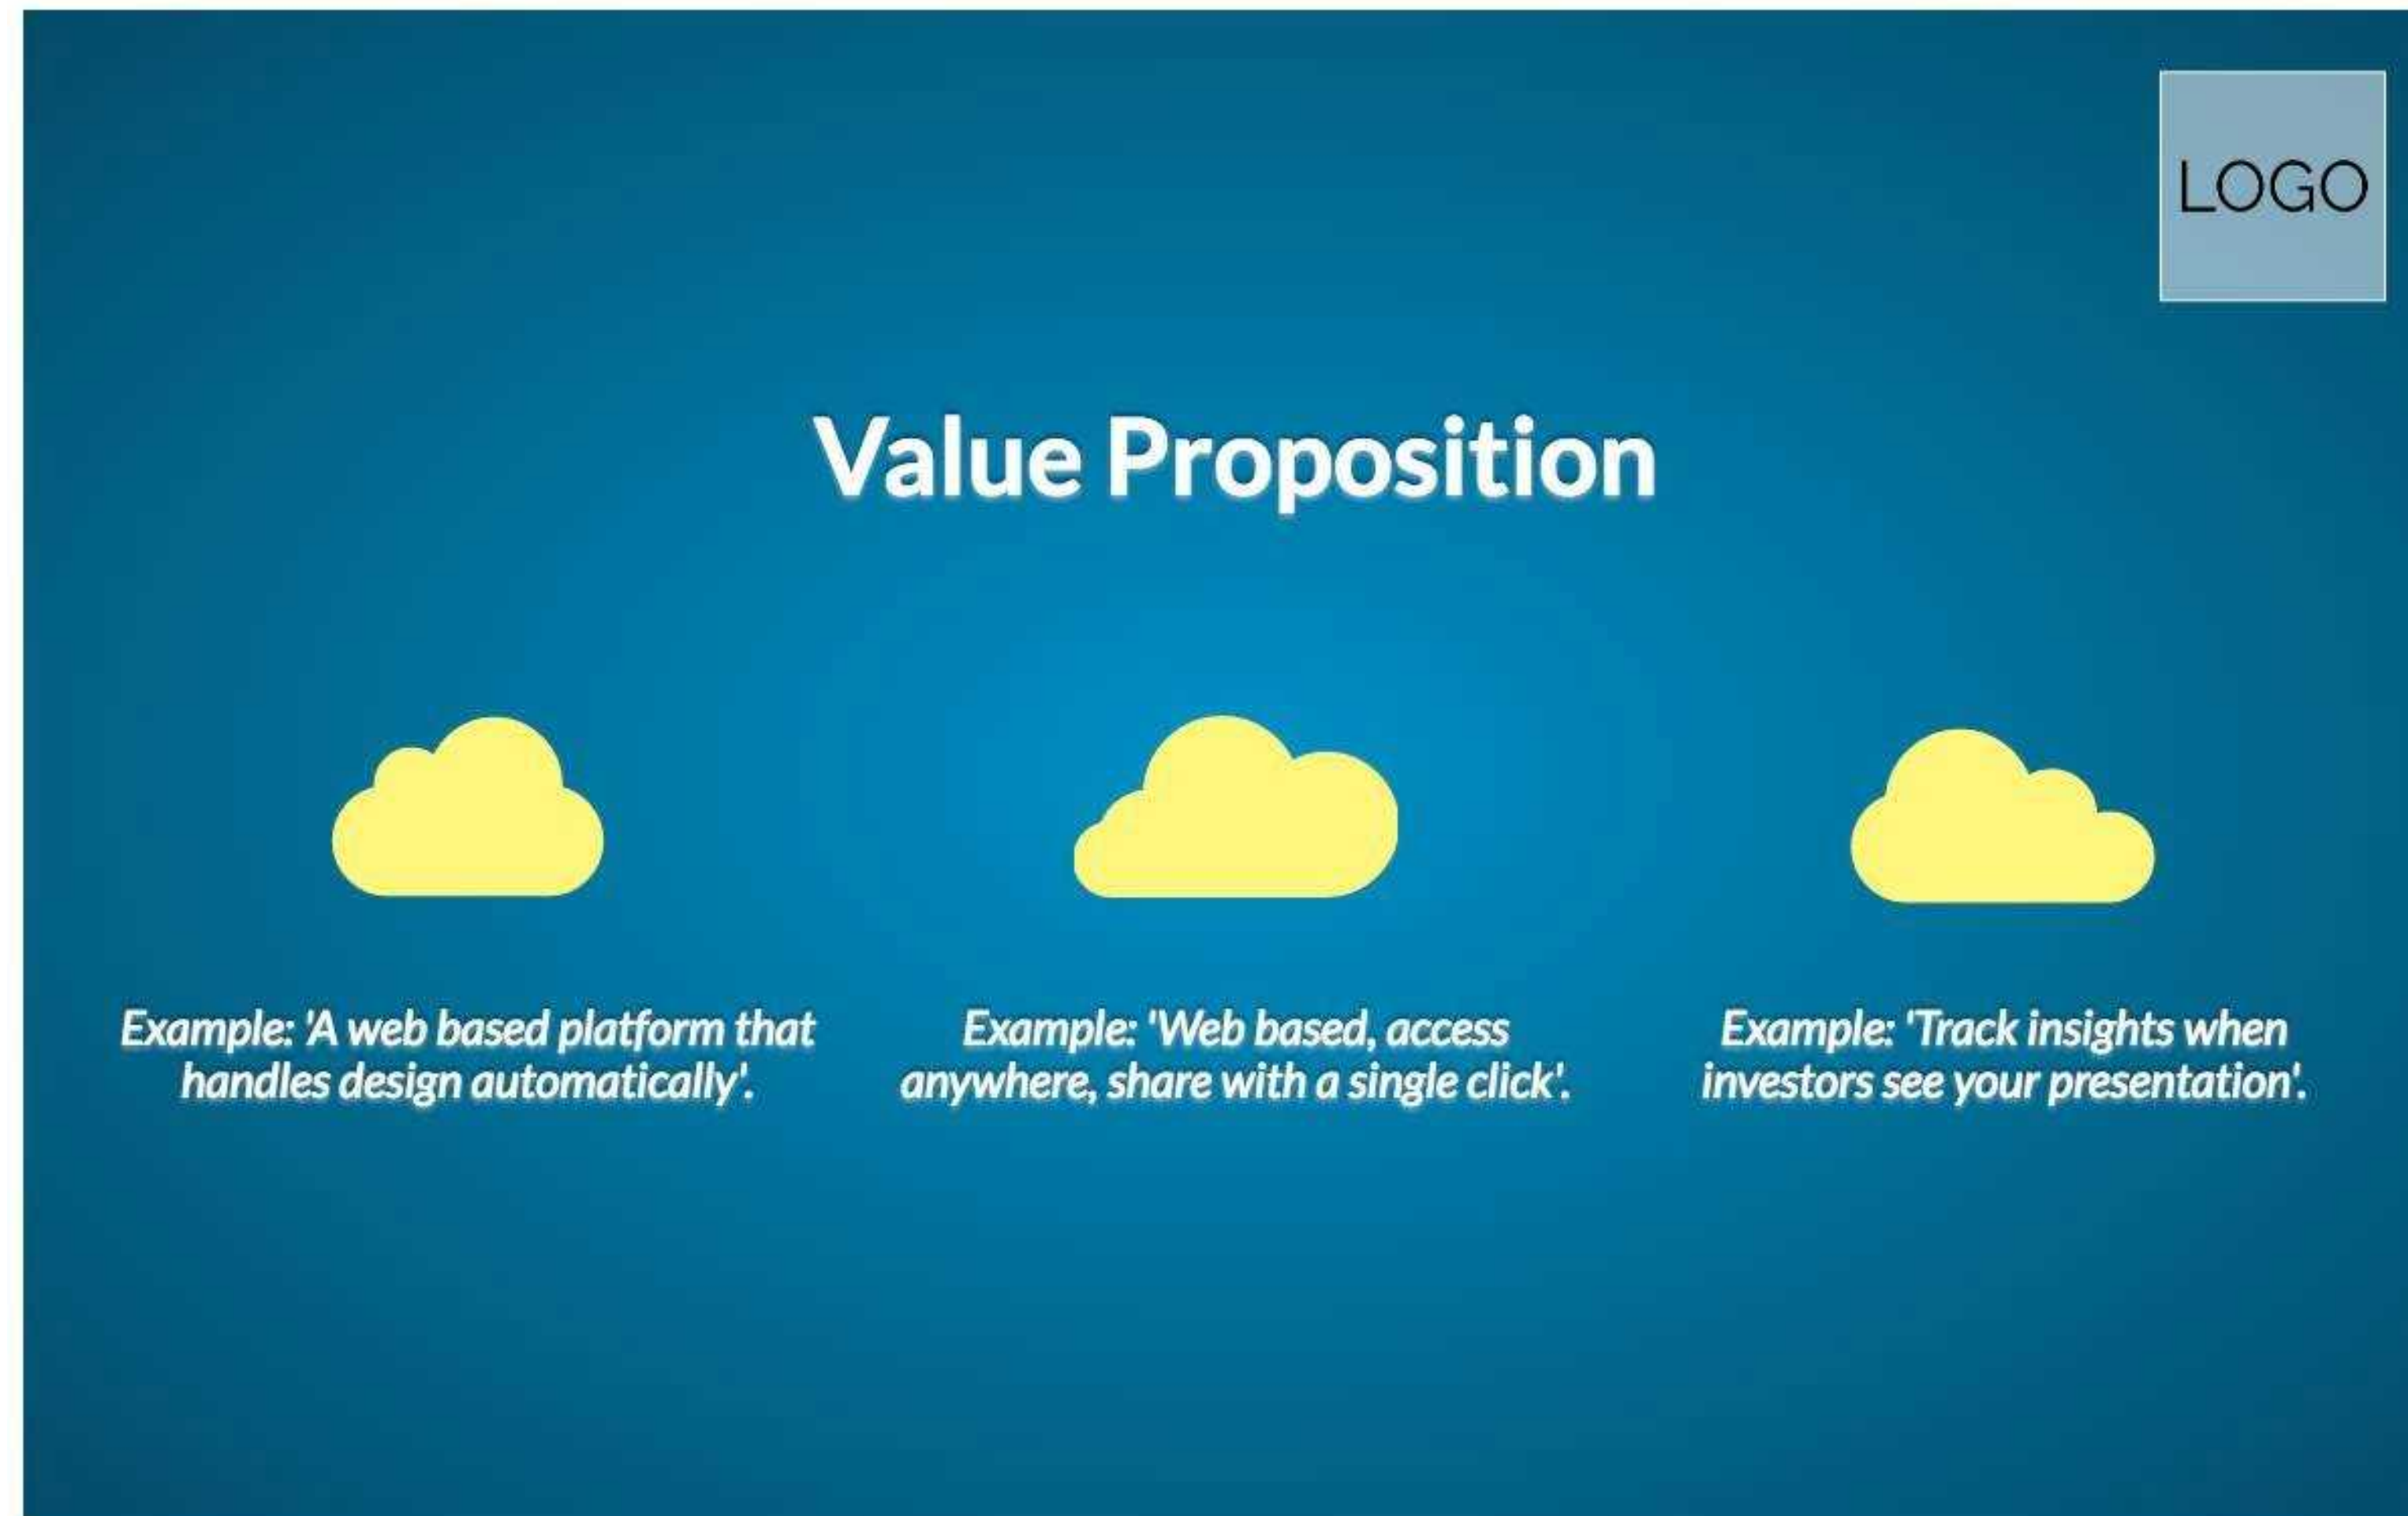 LOGO
Value Proposition
Example: 'A web based platform that
handles design automatically'.
Example: 'Web based, access
anywhere, share with a single click'.
Example: 'Track insights when
investors see your presentation'.